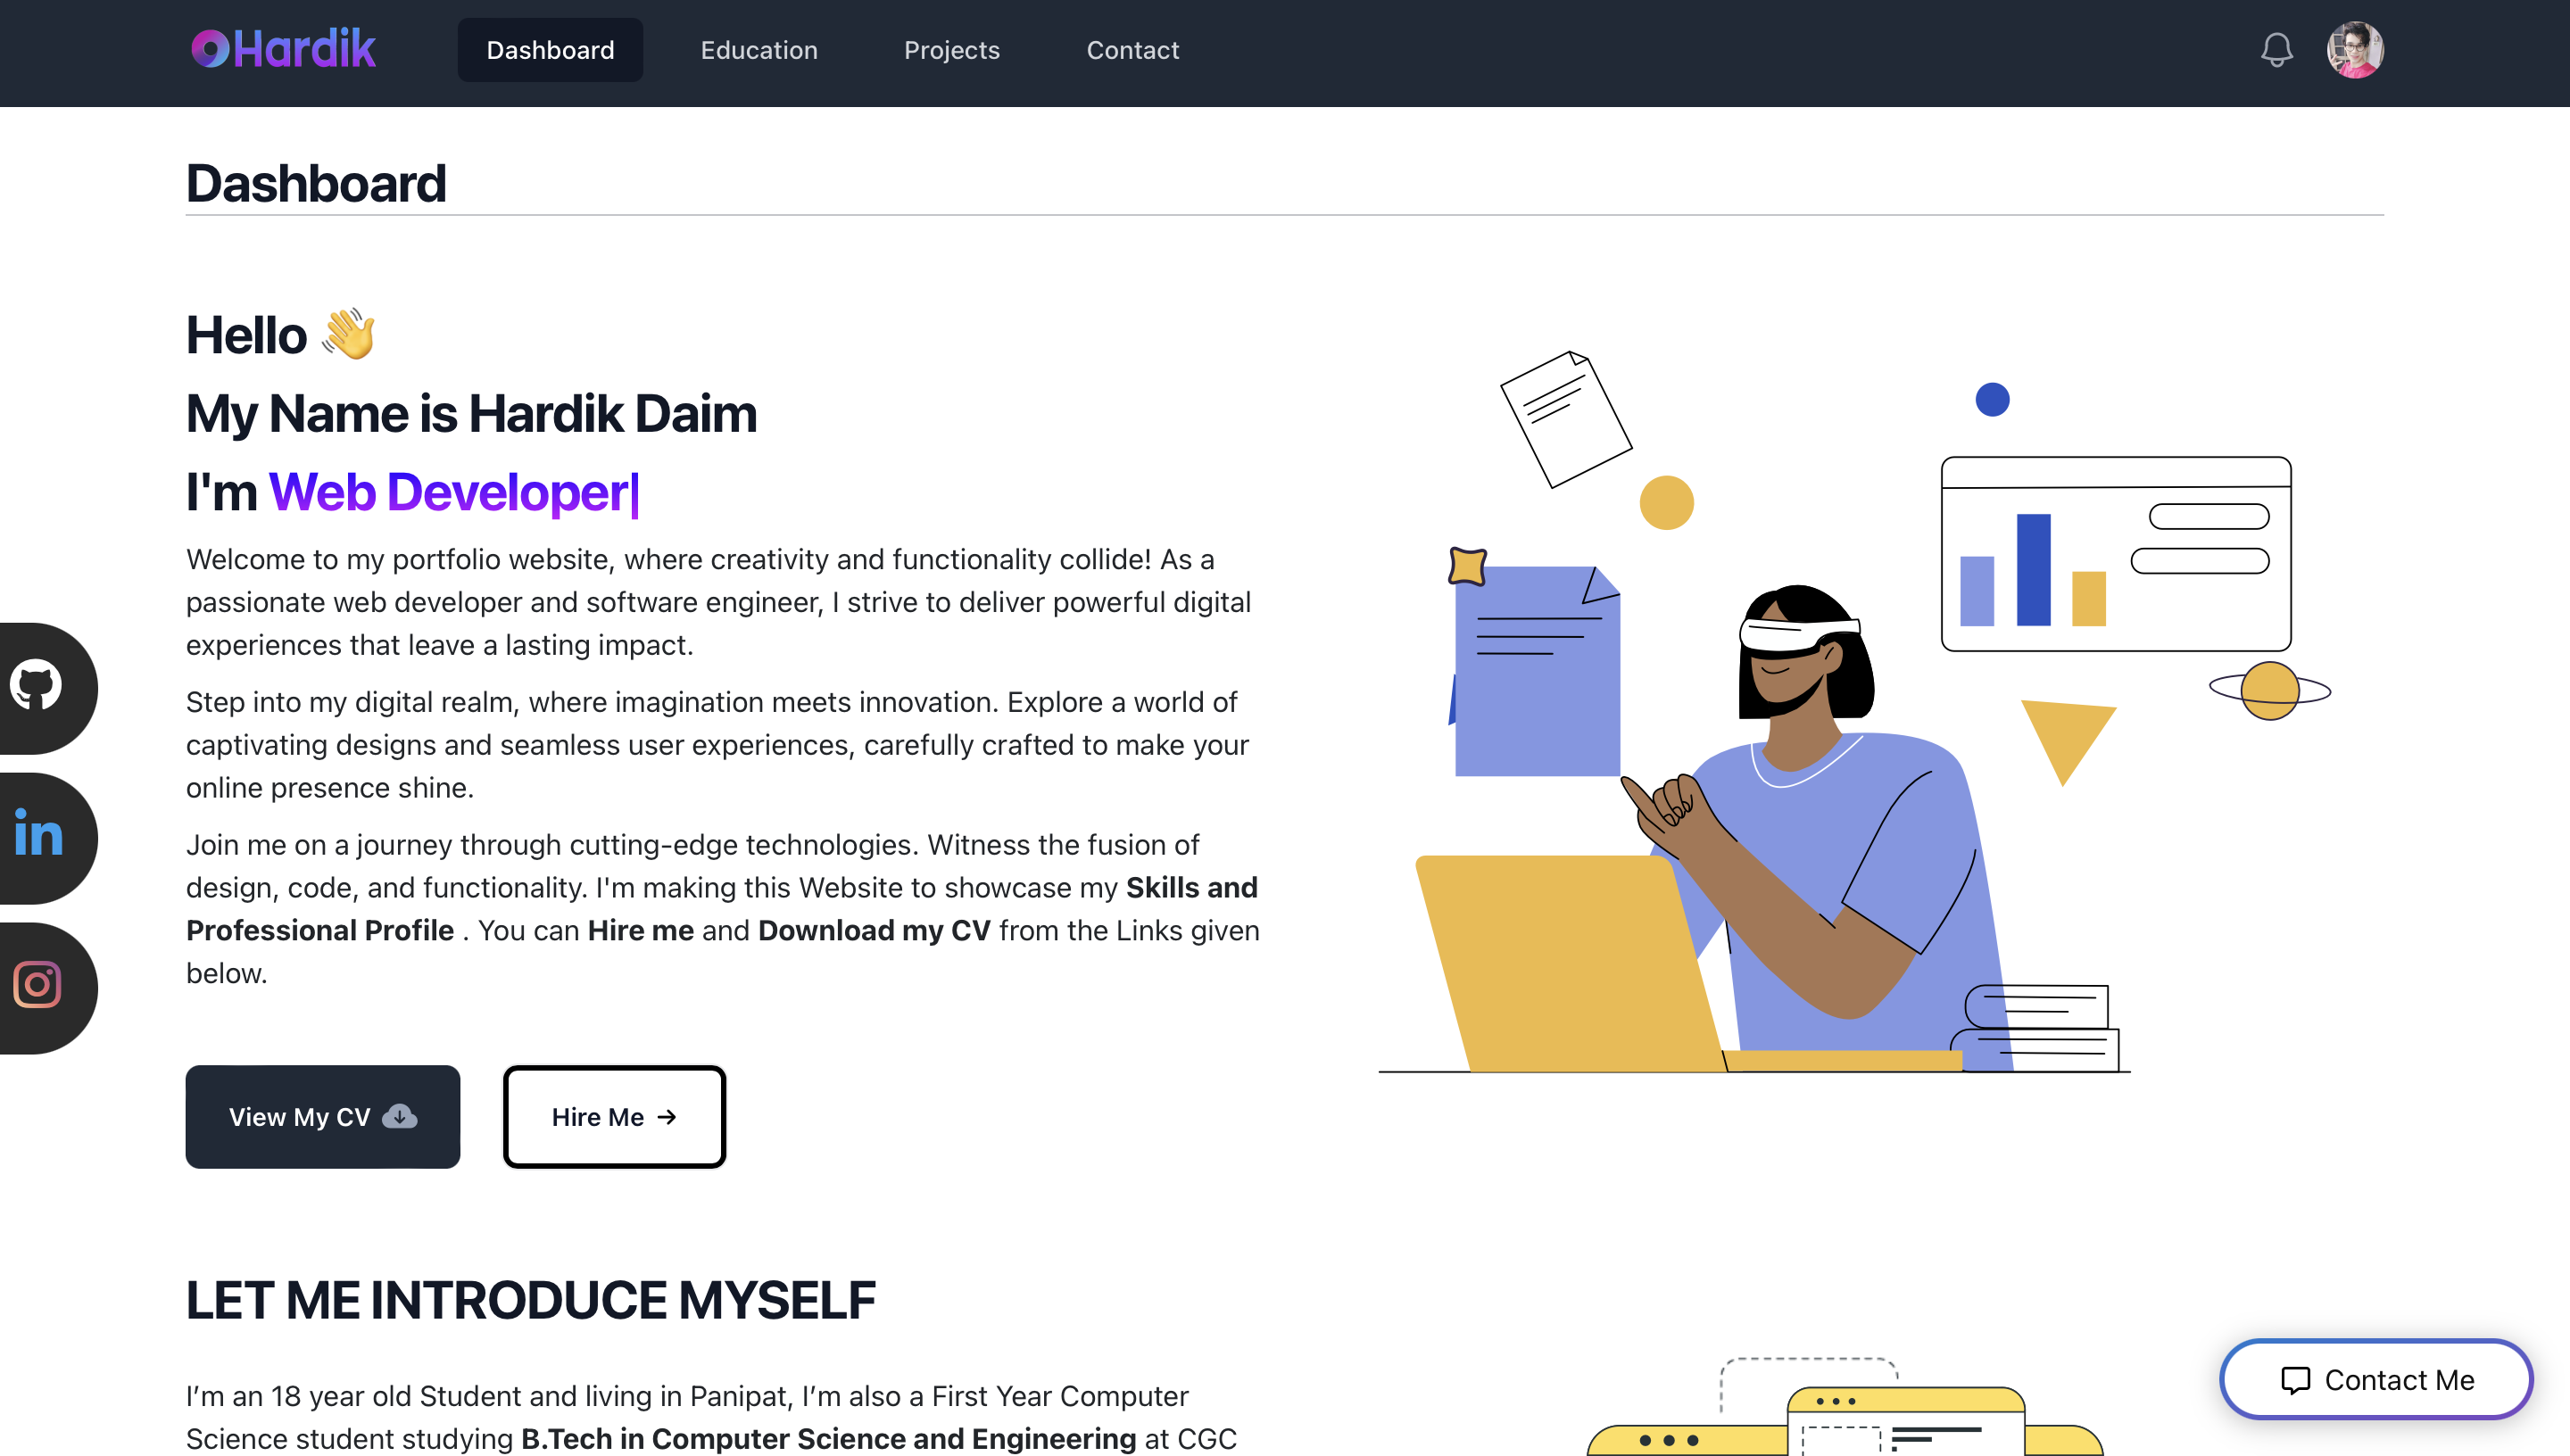 Hardik
Dashboard
Education
Projects
Contact
Dashboard
Hello 👋
My Name is Hardik Daim
I'm Web Developer|
Welcome to my portfolio website, where creativity and functionality collide! As a
passionate web developer and software engineer, I strive to deliver powerful digital
experiences that leave a lasting impact.
Step into my digital realm, where imagination meets innovation. Explore a world of
captivating designs and seamless user experiences, carefully crafted to make your
online presence shine.
Join me on a journey through cutting-edge technologies. Witness the fusion of
design, code, and functionality. I'm making this Website to showcase my Skills and
Professional Profile . You can Hire me and Download my CV from the Links given
below.
in
View My CV
Hire Me →
LET ME INTRODUCE MYSELF
I’m an 18 year old Student and living in Panipat, I’m also a First Year Computer
Science student studying B.Tech in Computer Science and Engineering at CGC
Contact Me